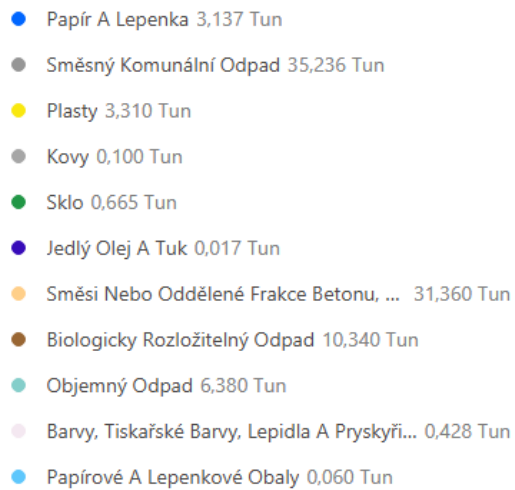 Papír A Lepenka 3,137 Tun
Směsný Komunální Odpad 35,236 Tun
Plasty 3,310 Tun
Kovy 0,100 Tun
Sklo 0,665 Tun
Jedlý Olej A Tuk 0,017 Tun
Směsi Nebo Oddělené Frakce Betonu, ... 31,360 Tun
Biologicky Rozložitelný Odpad 10,340 Tun
Objemný Odpad 6,380 Tun
Barvy, Tiskařské Barvy, Lepidla A Pryskyři... 0,428 Tun
Papírové A Lepenkové Obaly 0,060 Tun